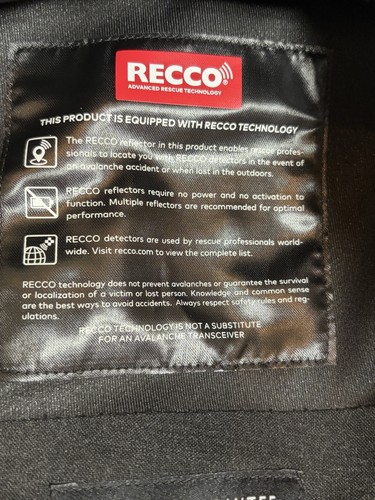 RECCO
ADVANCED RESCUE TECHNOLOGY
THIS PRODUCT IS EQUIPPED WITH RECCO TECHNOLOGY
The RECCO reflector in this product enables rescue profes-
sionals to locate you with RECCO detectors in the event of
an avalanche accident or when lost in the outdoors.
RECCO reflectors require no power and no activation to
function. Multiple reflectors are recommended for optimal
performance.
RECCO detectors are used by rescue professionals world-
wide. Visit recco.com to view the complete list.
RECCO technology does not prevent avalanches or guarantee the survival
or localization of a victim or lost person. Knowledge and common sense
are the best ways to avoid accidents. Always respect safety rules and reg-
ulations.
RECCO TECHNOLOGY IS NOT A SUBSTITUTE
FOR AN AVALANCHE TRANSCEIVER